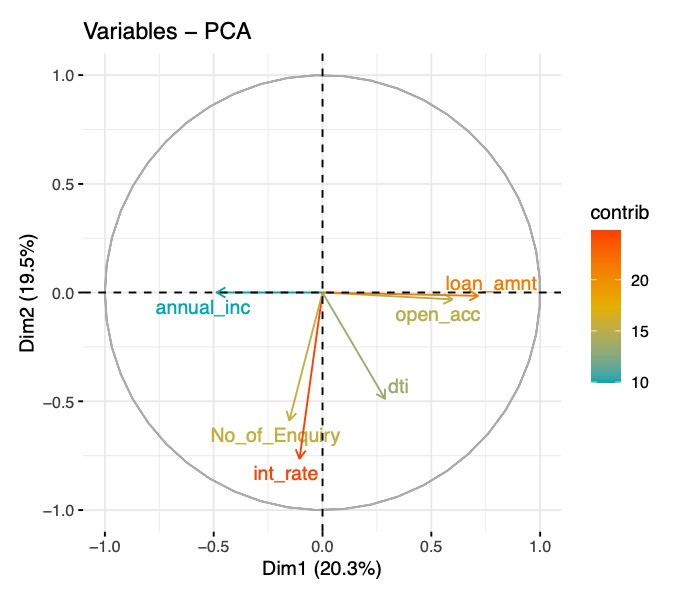 Variables − PCA
1.0
0.5
0.0
−0.5
−1.0
Dim2 (19.5%)
loan_amnt
annual_inc
open_acc
dti
No_of_Enquiry
int_rate
−1.0
−0.5
0.0
0.5
1.0
Dim1 (20.3%)
contrib
20
15
10